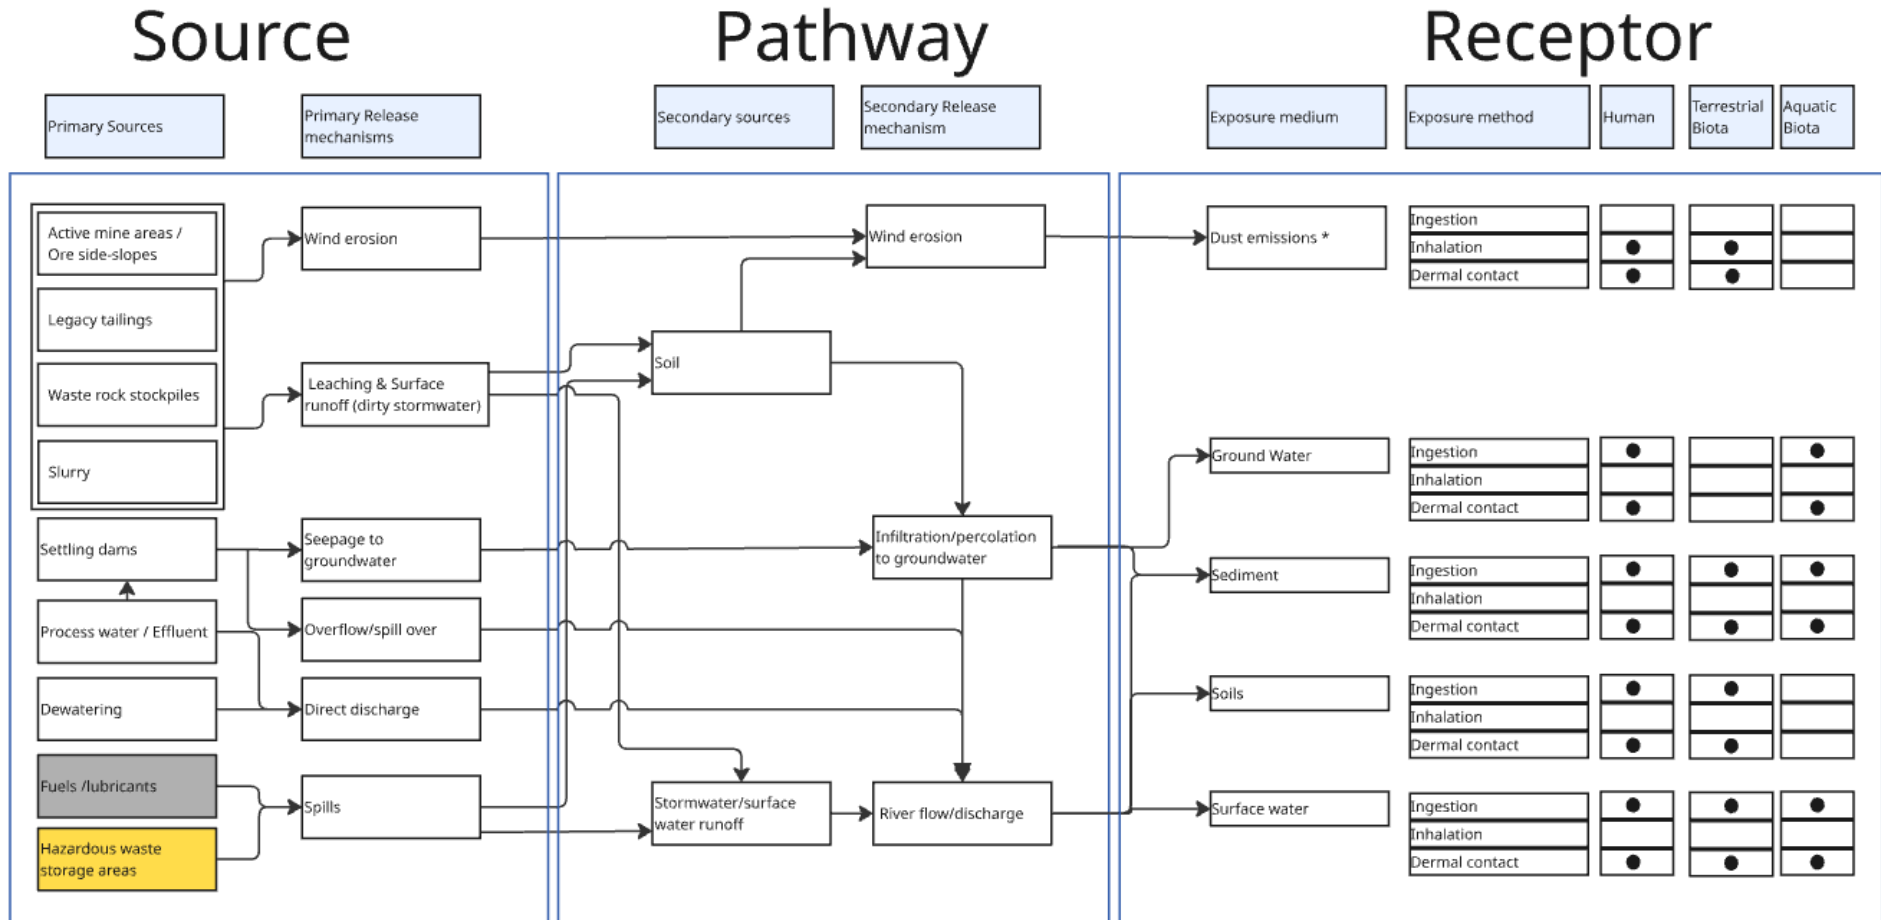 Source
Pathway
Receptor
Primary Sources
Primary Release
mechanisms
Secondary sources
Secondary Release
mechanism
Exposure medium
Exposure method
Human
Terrestrial
Biota
Aquatic
Biota
Active mine areas /
Ore side-slopes
Legacy tailings
Waste rock stockpiles
Slurry
Settling dams
Process water / Effluent
Dewatering
Fuels /lubricants
Hazardous waste
storage areas
Wind erosion
Leaching & Surface
runoff (dirty stormwater)
Seepage to
groundwater
Overflow/spill over
Direct discharge
Spills
Soil
Stormwater/surface
water runoff
Wind erosion
Infiltration/percolation
to groundwater
River flow/discharge
Dust emissions *
Ingestion
Inhalation
Dermal contact
Ground Water
Ingestion
Inhalation
Dermal contact
Sediment
Ingestion
Inhalation
Dermal contact
Soils
Ingestion
Inhalation
Dermal contact
Surface water
Ingestion
Inhalation
Dermal contact